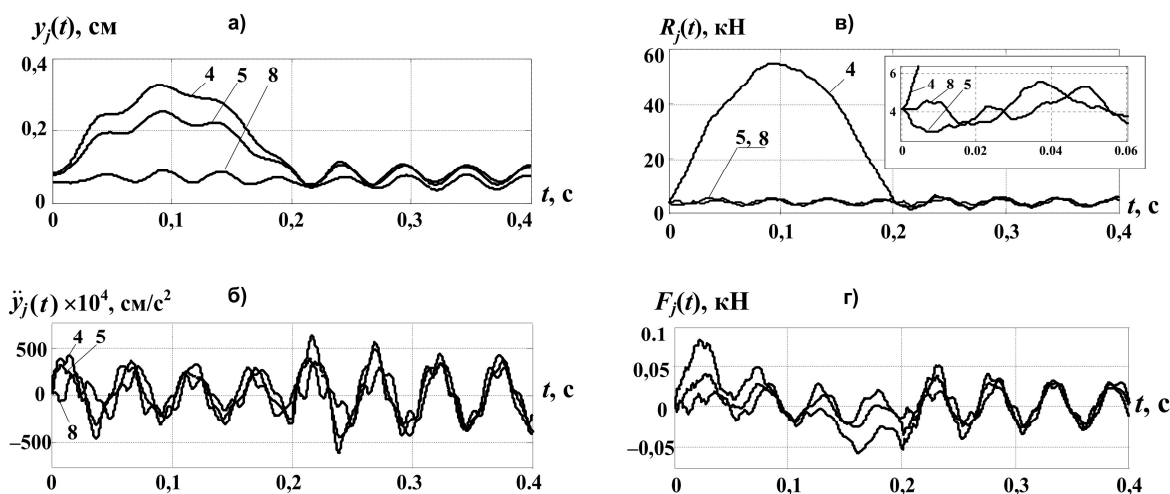 y_j(t), см а)
0,4
0,2
0
4
5
8
0 0,1 0,2 0,3 0,4
t, с
R_j(t), кН в)
60
40
20
0
4
5, 8
0 0,1 0,2 0,3 0.4
t, с
6
4
4
8
5
0 0.02 0.04 0.06
ÿ_j(t) ×10⁴, см/с² б)
500
0
–500
4
5
8
0 0,1 0,2 0,3 0.4
t, с
F_j(t), кН г)
0.1
0,05
0
–0,05
0 0,1 0,2 0,3 0,4
t, с